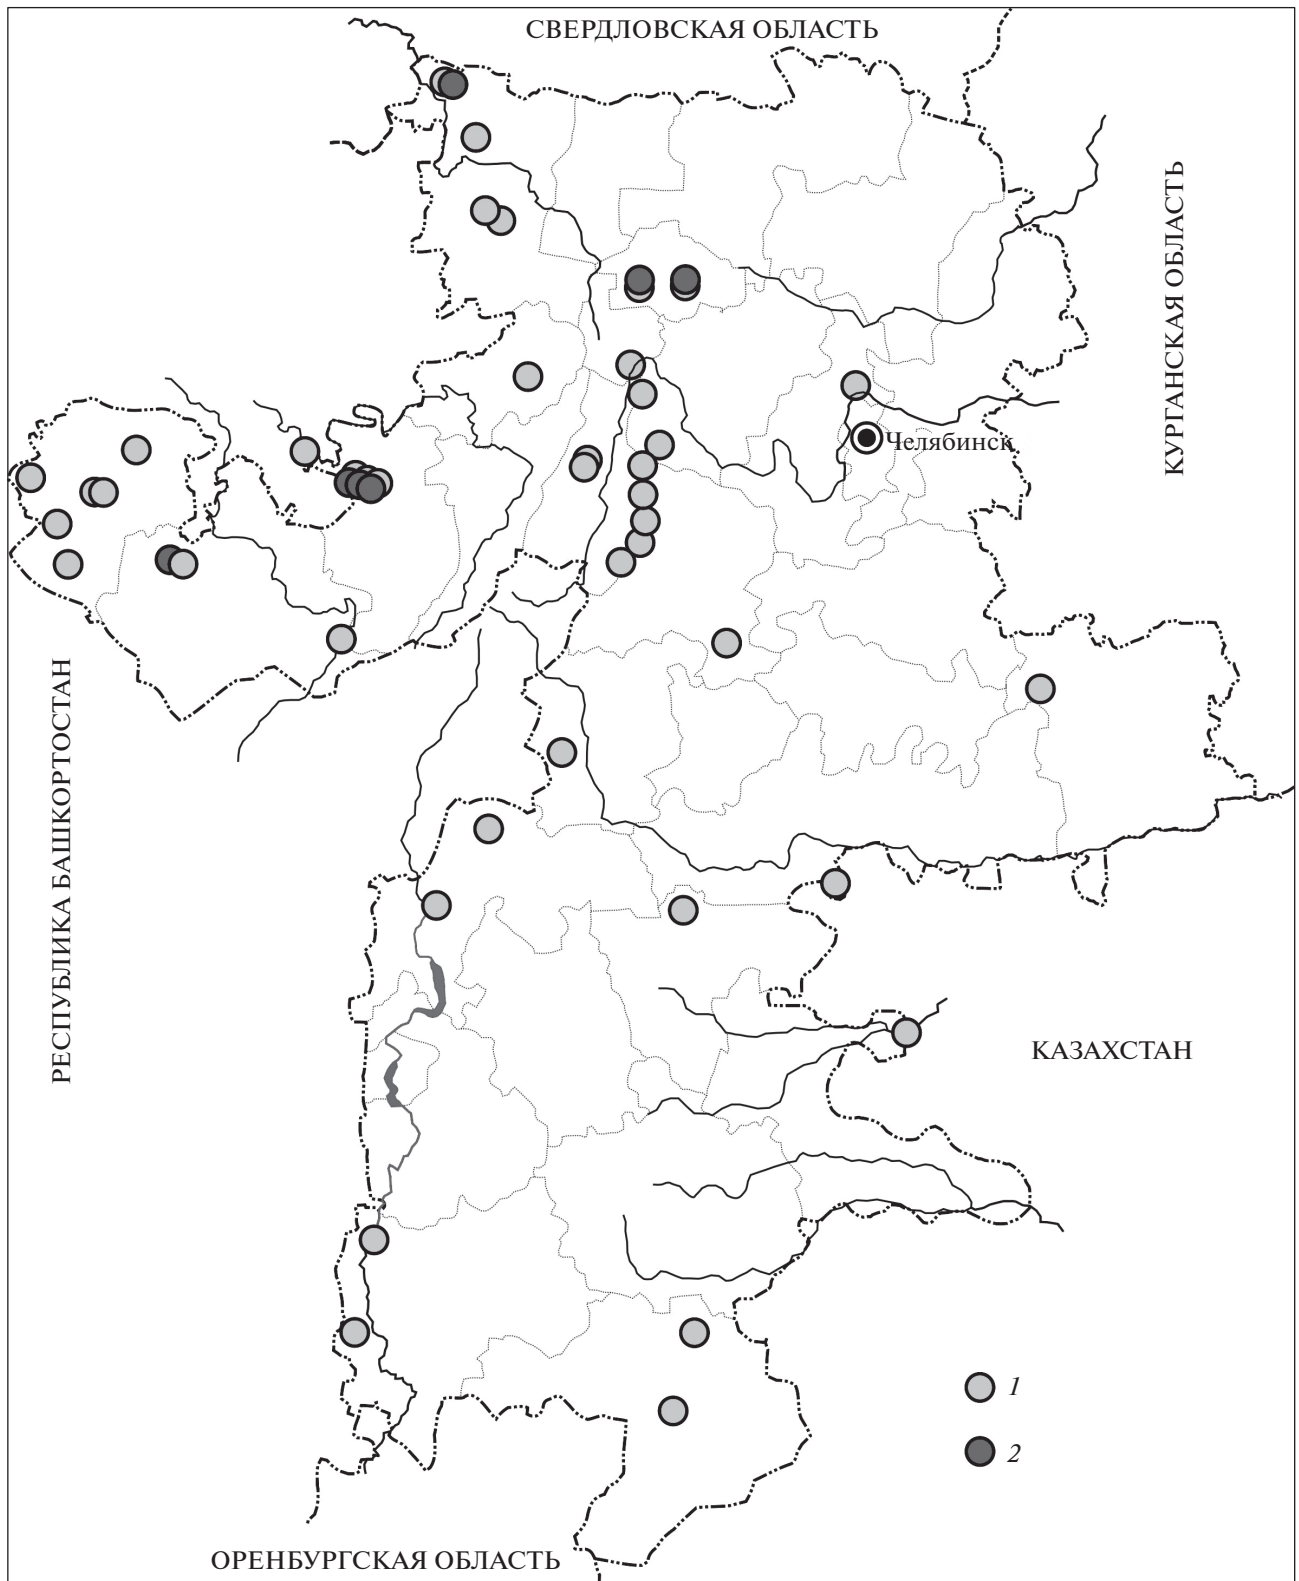 СВЕРДЛОВСКАЯ ОБЛАСТЬ
КУРГАНСКАЯ ОБЛАСТЬ
Челябинск
РЕСПУБЛИКА БАШКОРТОСТАН
КАЗАХСТАН
1
2
ОРЕНБУРГСКАЯ ОБЛАСТЬ